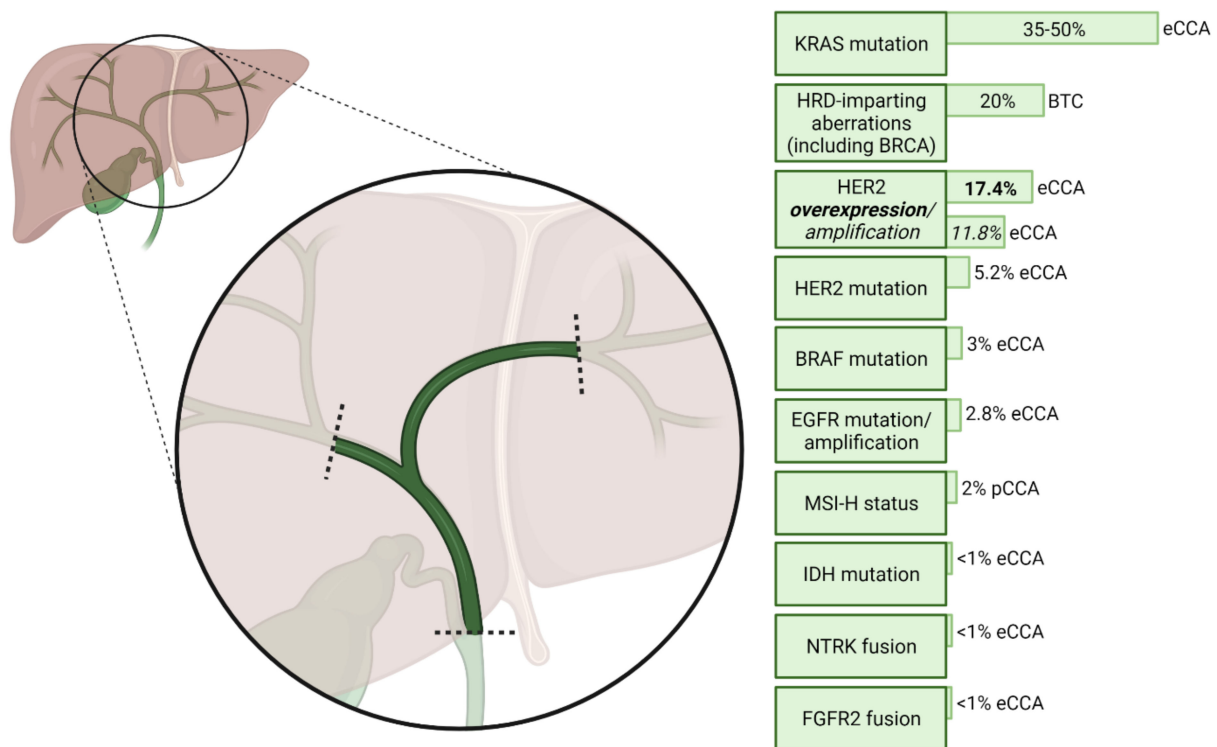 KRAS mutation
35-50%
eCCA
HRD-imparting
aberrations
(including BRCA)
20%
BTC
HER2
overexpression/
amplification
17.4%
eCCA
11.8%
eCCA
HER2 mutation
5.2% eCCA
BRAF mutation
3% eCCA
EGFR mutation/
amplification
2.8% eCCA
MSI-H status
2% pCCA
IDH mutation
<1% eCCA
NTRK fusion
<1% eCCA
FGFR2 fusion
<1% eCCA